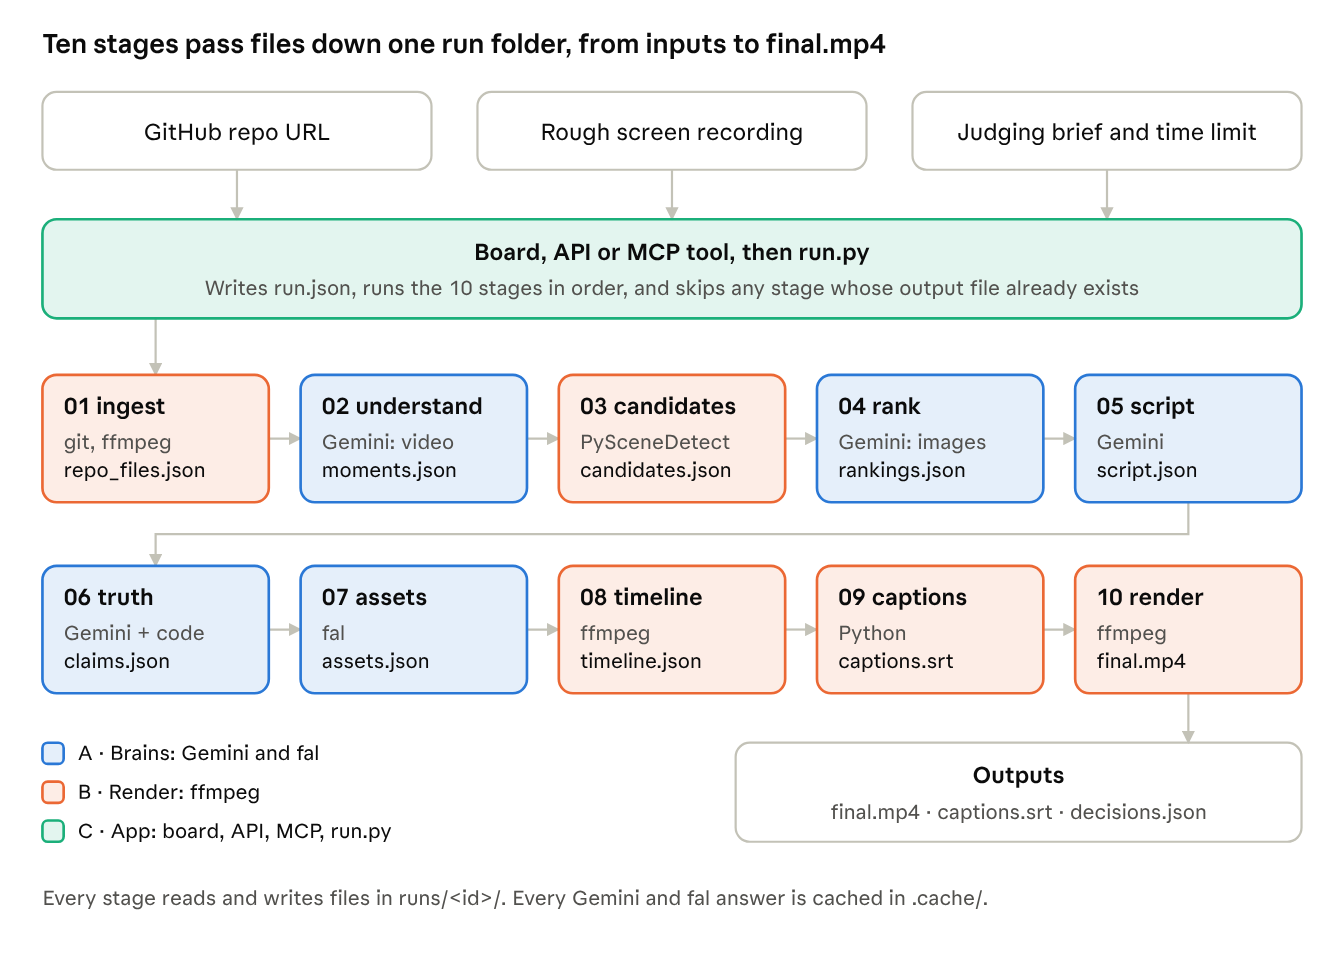 Ten stages pass files down one run folder, from inputs to final.mp4
GitHub repo URL
Rough screen recording
Judging brief and time limit
Board, API or MCP tool, then run.py
Writes run.json, runs the 10 stages in order, and skips any stage whose output file already exists
01 ingest
git, ffmpeg
repo_files.json
02 understand
Gemini: video
moments.json
03 candidates
PySceneDetect
candidates.json
04 rank
Gemini: images
rankings.json
05 script
Gemini
script.json
06 truth
Gemini + code
claims.json
07 assets
fal
assets.json
08 timeline
ffmpeg
timeline.json
09 captions
Python
captions.srt
10 render
ffmpeg
final.mp4
A · Brains: Gemini and fal
B · Render: ffmpeg
C · App: board, API, MCP, run.py
Outputs
final.mp4 · captions.srt · decisions.json
Every stage reads and writes files in runs/<id>/. Every Gemini and fal answer is cached in .cache/.